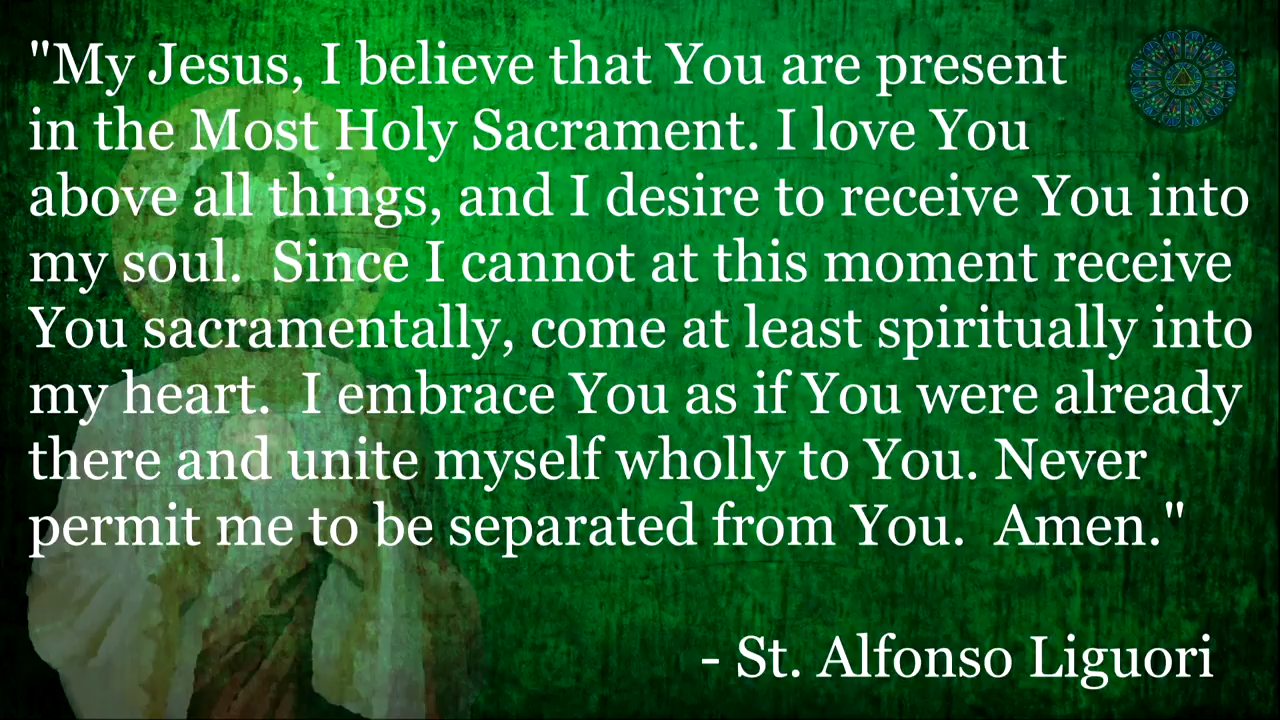 "My Jesus, I believe that You are present
in the Most Holy Sacrament. I love You
above all things, and I desire to receive You into
my soul.  Since I cannot at this moment receive
You sacramentally, come at least spiritually into
my heart.  I embrace You as if You were already
there and unite myself wholly to You. Never
permit me to be separated from You.  Amen."
- St. Alfonso Liguori